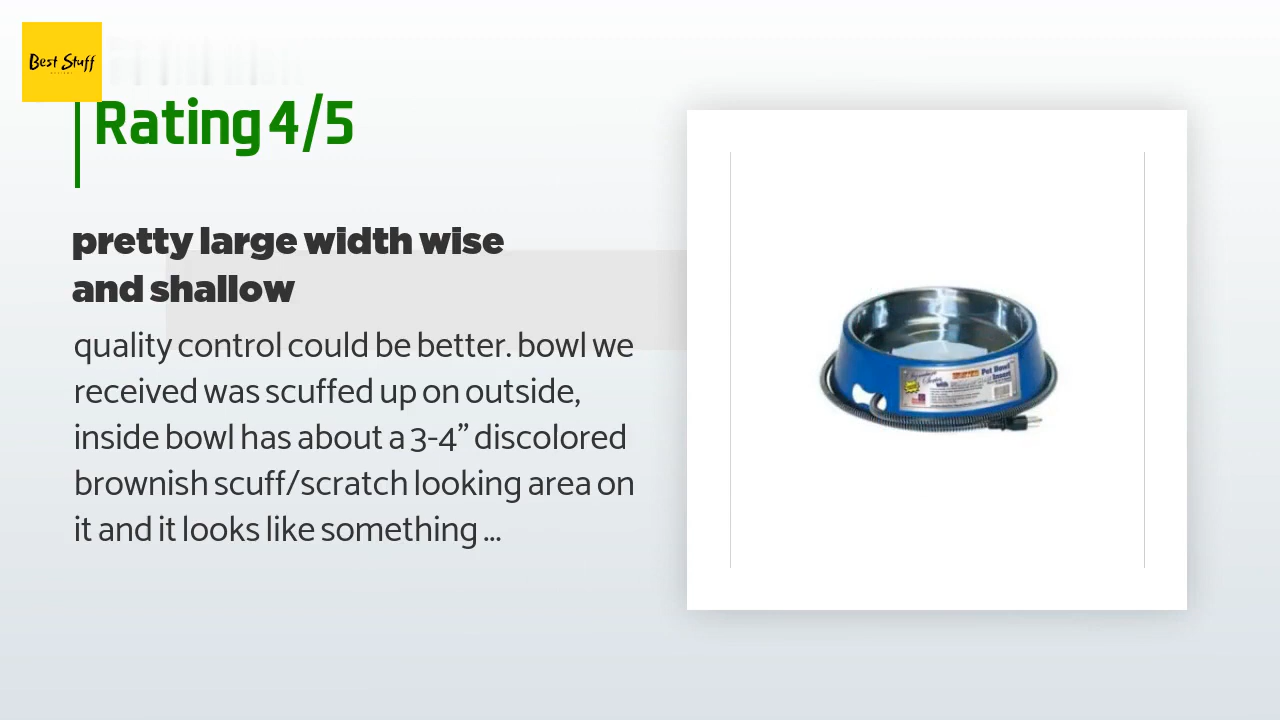 Best Stuff
Rating 4/5
pretty large width wise
and shallow
quality control could be better. bowl we
received was scuffed up on outside,
inside bowl has about a 3-4” discolored
brownish scuff/scratch looking area on
it and it looks like something ...
Pet Bowl